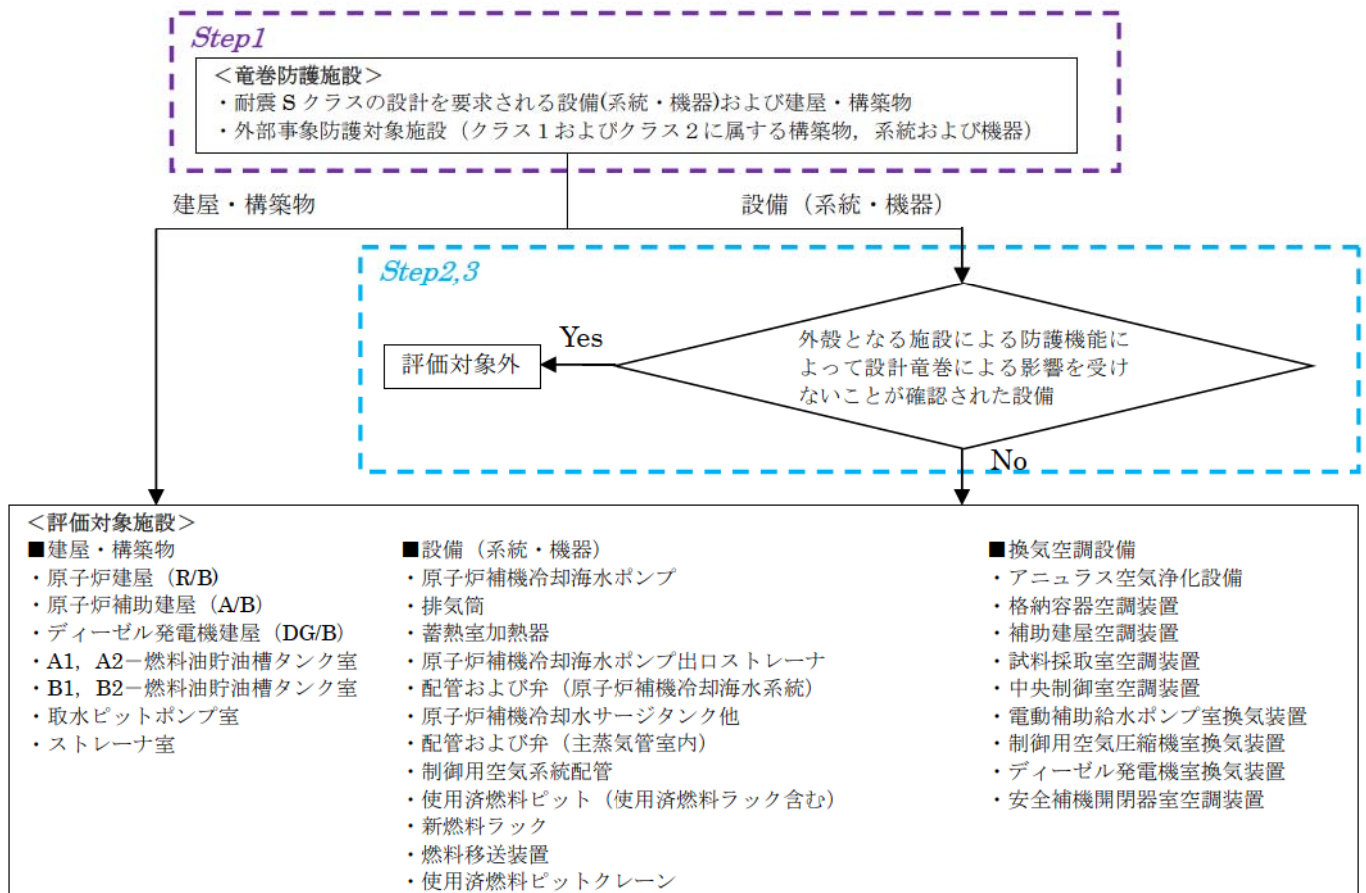 Step1
＜竜巻防護施設＞
・耐震 S クラスの設計を要求される設備(系統・機器)および建屋・構築物
・外部事象防護対象施設（クラス１およびクラス２に属する構築物，系統および機器）
建屋・構築物
設備（系統・機器）
Step2,3
外殻となる施設による防護機能に
よって設計竜巻による影響を受け
ないことが確認された設備
Yes
評価対象外
No
＜評価対象施設＞
■建屋・構築物
・原子炉建屋（R/B)
・原子炉補助建屋（A/B）
・ディーゼル発電機建屋（DG/B）
・A1，A2－燃料油貯油槽タンク室
・B1，B2－燃料油貯油槽タンク室
・取水ピットポンプ室
・ストレーナ室
■設備（系統・機器）
・原子炉補機冷却海水ポンプ
・排気筒
・蓄熱室加熱器
・原子炉補機冷却海水ポンプ出口ストレーナ
・配管および弁（原子炉補機冷却海水系統）
・原子炉補機冷却水サージタンク他
・配管および弁（主蒸気管室内）
・制御用空気系統配管
・使用済燃料ピット（使用済燃料ラック含む）
・新燃料ラック
・燃料移送装置
・使用済燃料ピットクレーン
■換気空調設備
・アニュラス空気浄化設備
・格納容器空調装置
・補助建屋空調装置
・試料採取室空調装置
・中央制御室空調装置
・電動補助給水ポンプ室換気装置
・制御用空気圧縮機室換気装置
・ディーゼル発電機室換気装置
・安全補機開閉器室空調装置